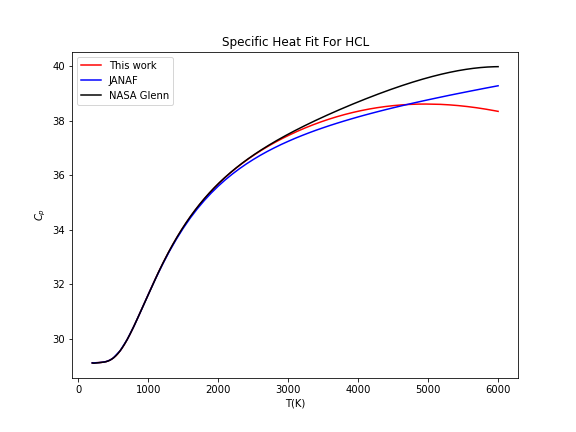 Specific Heat Fit For HCL
This work
JANAF
NASA Glenn
40
38
36
34
32
30
C_p
0 1000 2000 3000 4000 5000 6000
T(K)